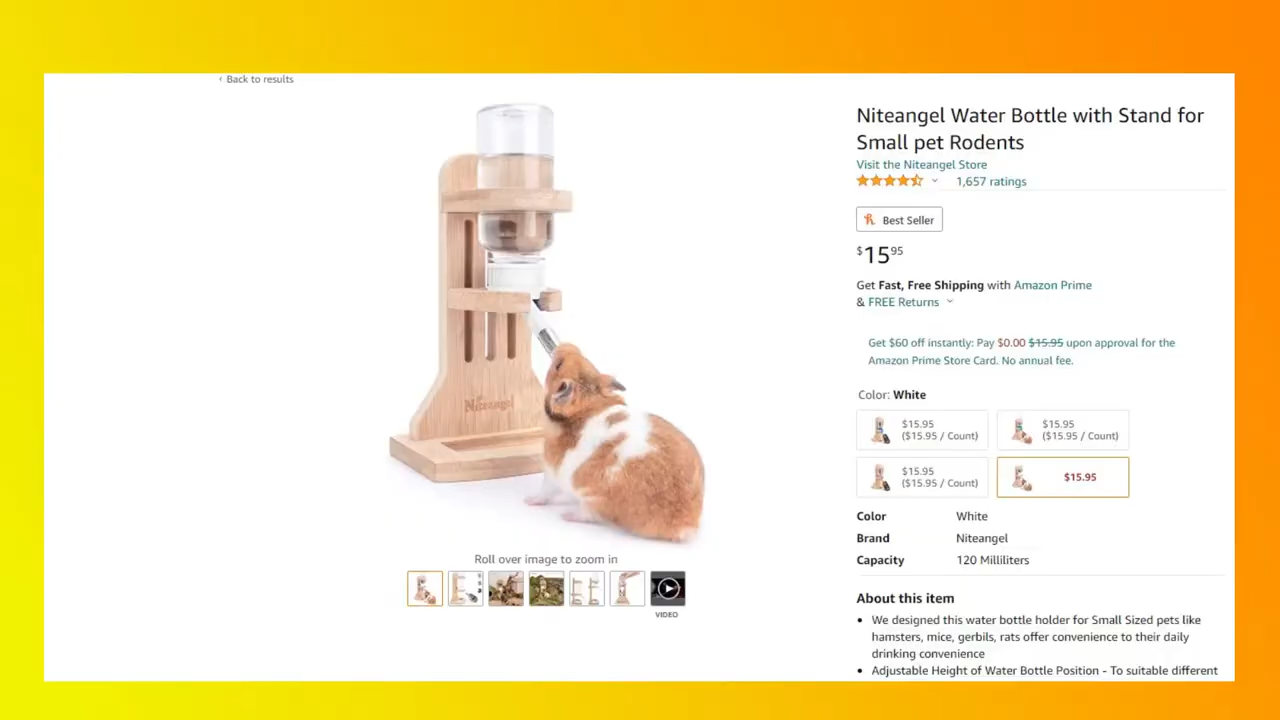 ‹ Back to results
Niteangel Water Bottle with Stand for
Small pet Rodents
Visit the Niteangel Store
1,657 ratings
Best Seller
$15 95
Get Fast, Free Shipping with Amazon Prime
& FREE Returns
Get $60 off instantly: Pay $0.00 $15.95 upon approval for the
Amazon Prime Store Card. No annual fee.
Color: White
$15.95
($15.95 / Count)
$15.95
($15.95 / Count)
$15.95
($15.95 / Count)
$15.95
Color White
Brand Niteangel
Capacity 120 Milliliters
About this item
• We designed this water bottle holder for Small Sized pets like
hamsters, mice, gerbils, rats offer convenience to their daily
drinking convenience
• Adjustable Height of Water Bottle Position - To suitable different
Niteangel
Roll over image to zoom in
VIDEO